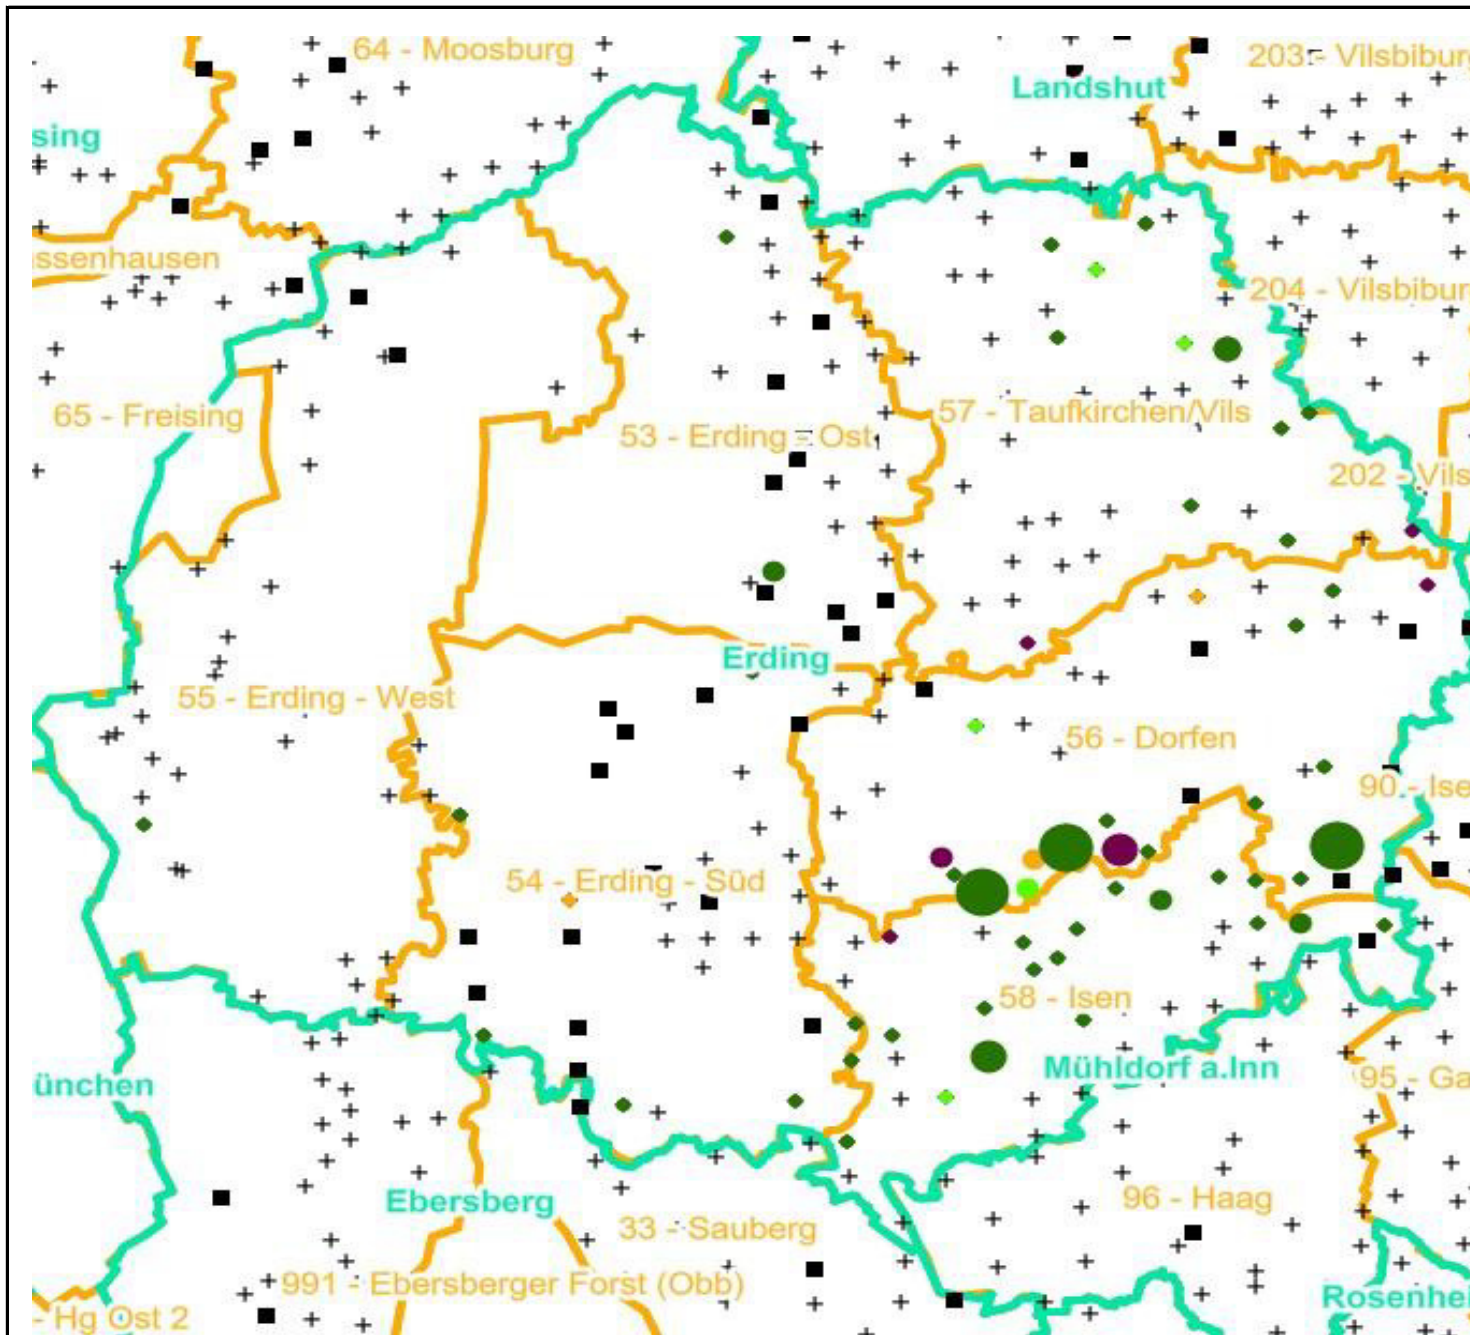 64 - Moosburg
203 - Vilsbiburg
Landshut
sing
assenhausen
204 - Vilsbibur
65 - Freising
57 - Taufkirchen/Vils
53 - Erding - Ost
202 - Vils
Erding
55 - Erding - West
56 - Dorfen
90 - Ise
54 - Erding - Süd
58 - Isen
Mühldorf a.Inn
95 - Ga
ünchen
Ebersberg
96 - Haag
33 - Sauberg
991 - Ebersberger Forst (Obb)
Rosenhei
- Hg Ost 2